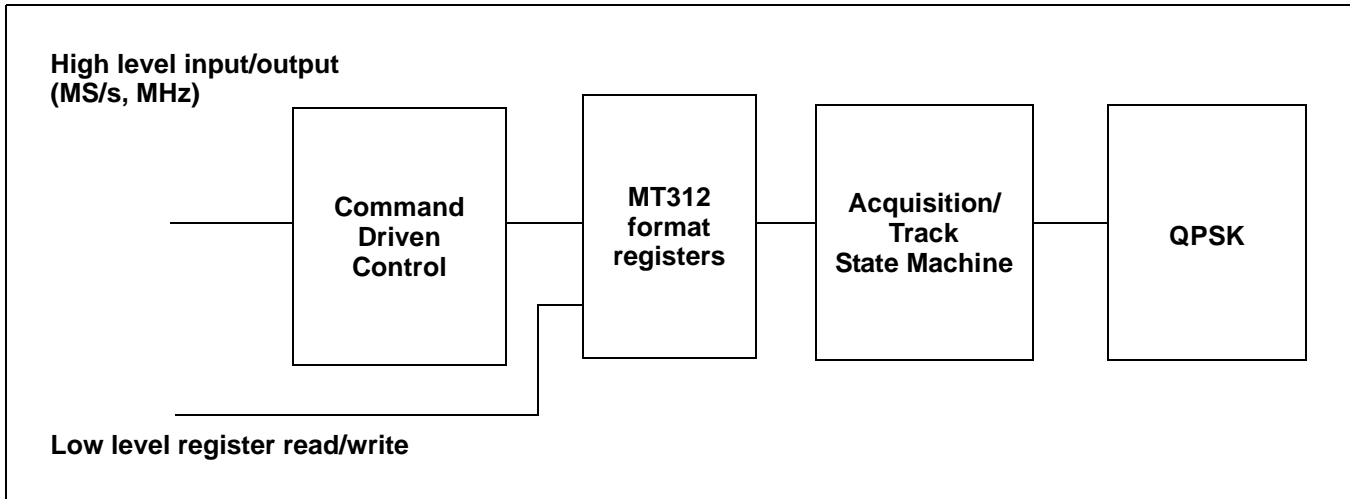 High level input/output
(MS/s, MHz)
Command
Driven
Control
MT312
format
registers
Acquisition/
Track
State Machine
QPSK
Low level register read/write